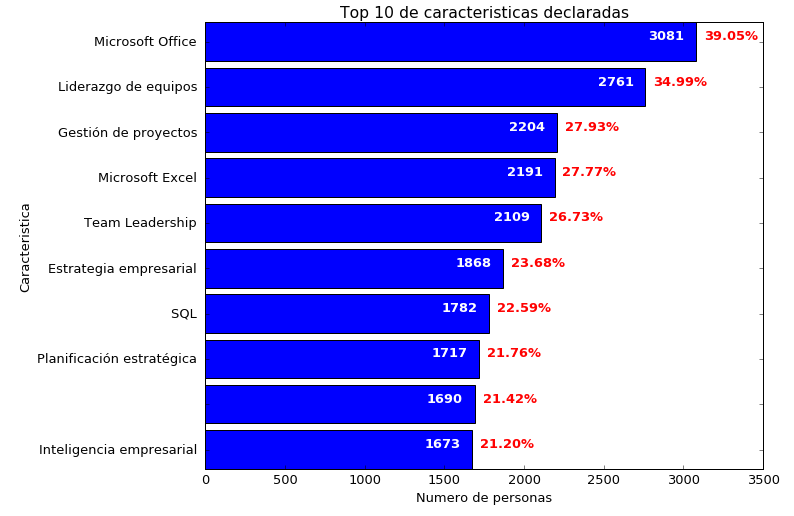 Top 10 de caracteristicas declaradas
Microsoft Office 3081 39.05%
Liderazgo de equipos 2761 34.99%
Gestión de proyectos 2204 27.93%
Microsoft Excel 2191 27.77%
Team Leadership 2109 26.73%
Estrategia empresarial 1868 23.68%
SQL 1782 22.59%
Planificación estratégica 1717 21.76%
1690 21.42%
Inteligencia empresarial 1673 21.20%
Caracteristica
0 500 1000 1500 2000 2500 3000 3500
Numero de personas